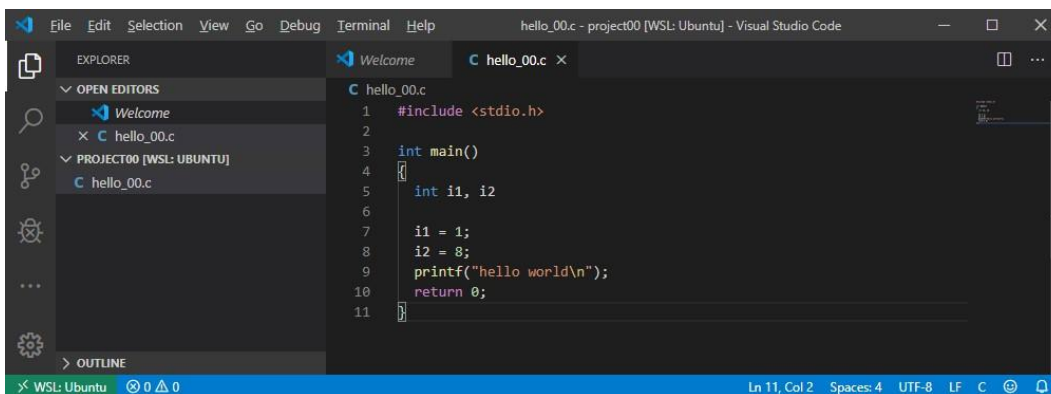 File Edit Selection View Go Debug Terminal Help hello_00.c - project00 [WSL: Ubuntu] - Visual Studio Code
EXPLORER
OPEN EDITORS
Welcome
C hello_00.c
PROJECT00 [WSL: UBUNTU]
C hello_00.c
OUTLINE
Welcome C hello_00.c
C hello_00.c
1 #include <stdio.h>
2
3 int main()
4 {
5 int i1, i2
6
7 i1 = 1;
8 i2 = 8;
9 printf("hello world\n");
10 return 0;
11 }
WSL: Ubuntu 0 0 Ln 11, Col 2 Spaces: 4 UTF-8 LF C